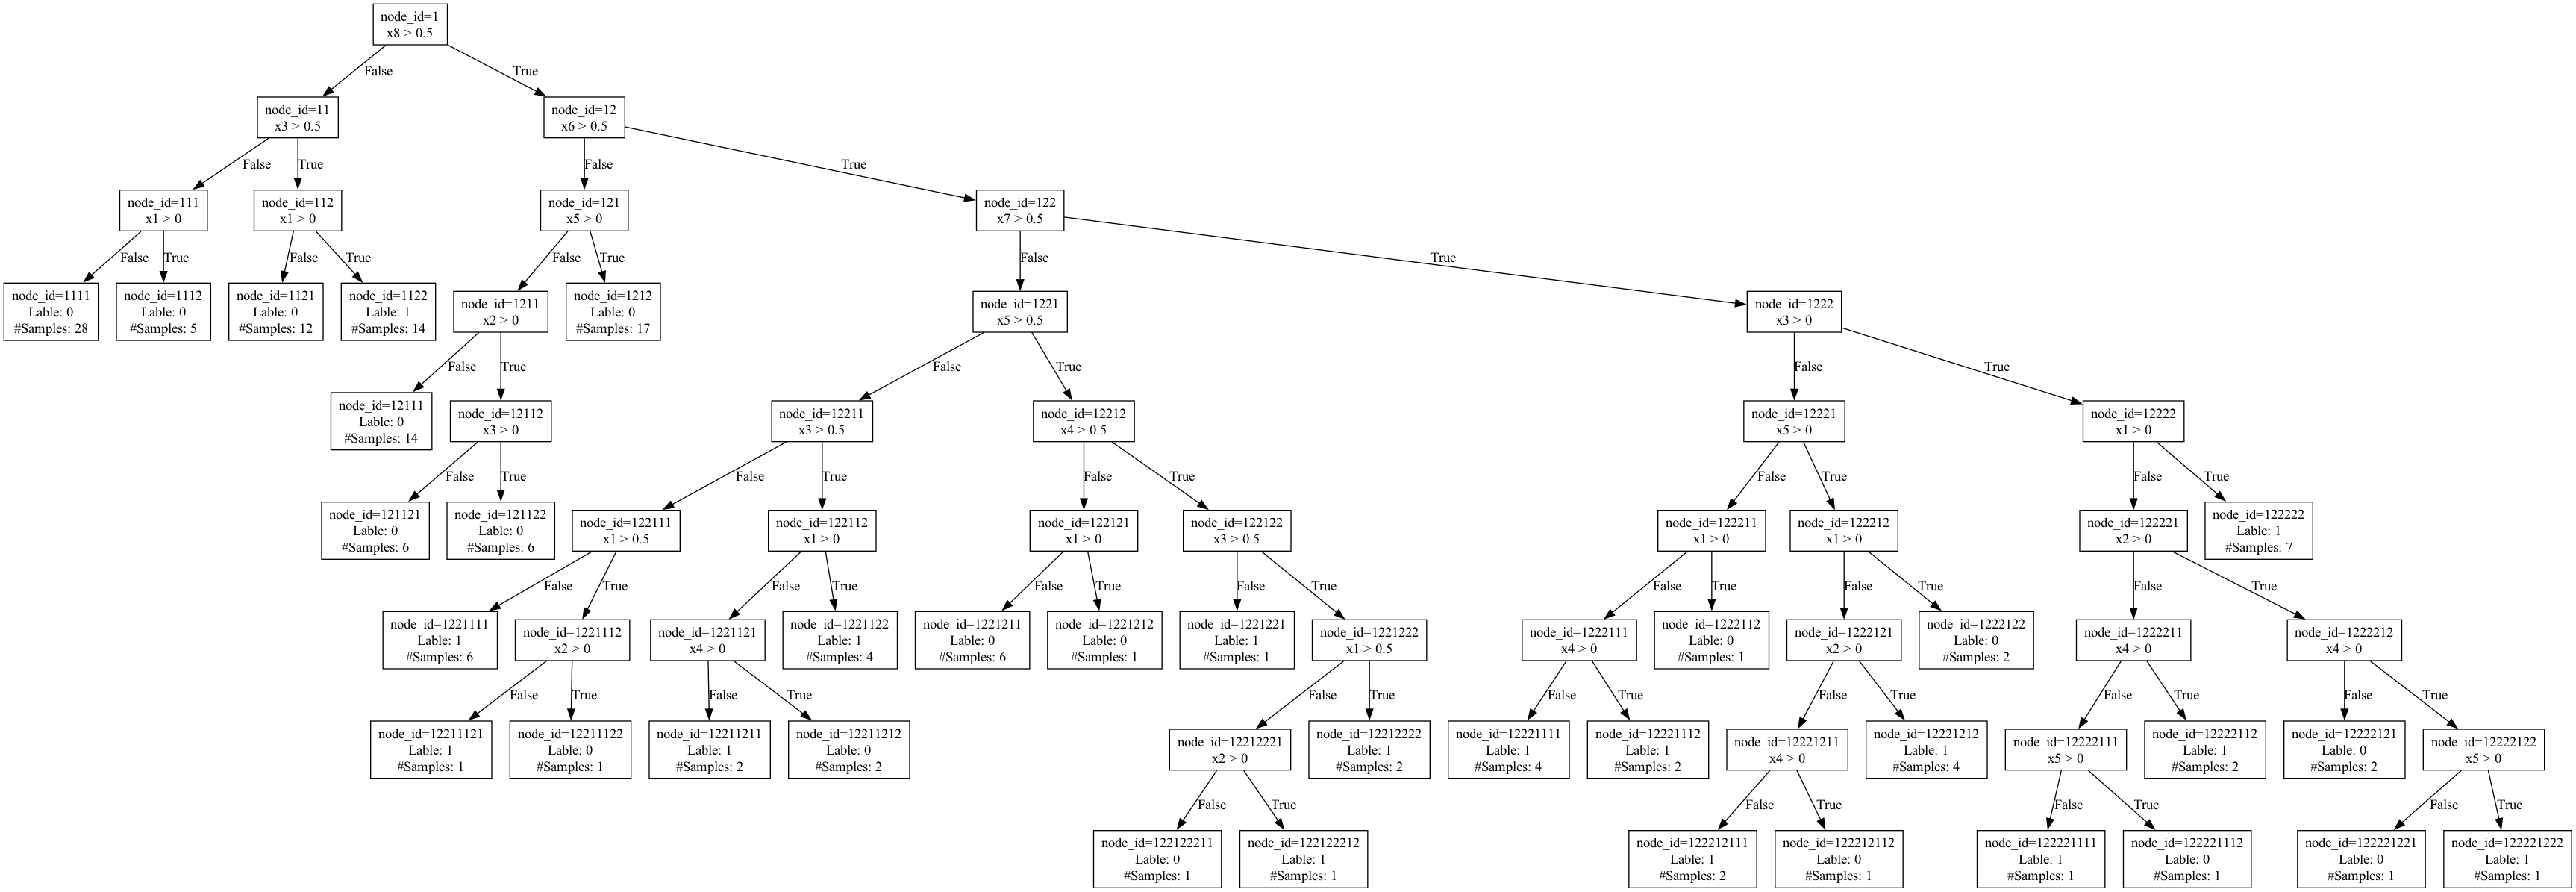 node_id=1
x8 > 0.5
False
True
node_id=11
x3 > 0.5
node_id=12
x6 > 0.5
False
True
False
True
node_id=111
x1 > 0
node_id=112
x1 > 0
node_id=121
x5 > 0
node_id=122
x7 > 0.5
False
True
False
True
False
True
False
True
node_id=1111
Lable: 0
#Samples: 28
node_id=1112
Lable: 0
#Samples: 5
node_id=1121
Lable: 0
#Samples: 12
node_id=1122
Lable: 1
#Samples: 14
node_id=1211
x2 > 0
node_id=1212
Lable: 0
#Samples: 17
node_id=1221
x5 > 0.5
node_id=1222
x3 > 0
False
True
False
True
False
True
node_id=12111
Lable: 0
#Samples: 14
node_id=12112
x3 > 0
node_id=12211
x3 > 0.5
node_id=12212
x4 > 0.5
node_id=12221
x5 > 0
node_id=12222
x1 > 0
False
True
False
True
False
True
False
True
False
True
node_id=121121
Lable: 0
#Samples: 6
node_id=121122
Lable: 0
#Samples: 6
node_id=122111
x1 > 0.5
node_id=122112
x1 > 0
node_id=122121
x1 > 0
node_id=122122
x3 > 0.5
node_id=122211
x1 > 0
node_id=122212
x1 > 0
node_id=122221
x2 > 0
node_id=122222
Lable: 1
#Samples: 7
False
True
False
True
False
True
False
True
False
True
False
True
False
True
node_id=1221111
Lable: 1
#Samples: 6
node_id=1221112
x2 > 0
node_id=1221121
x4 > 0
node_id=1221122
Lable: 1
#Samples: 4
node_id=1221211
Lable: 0
#Samples: 6
node_id=1221212
Lable: 0
#Samples: 1
node_id=1221221
Lable: 1
#Samples: 1
node_id=1221222
x1 > 0.5
node_id=1222111
x4 > 0
node_id=1222112
Lable: 0
#Samples: 1
node_id=1222121
x2 > 0
node_id=1222122
Lable: 0
#Samples: 2
node_id=1222211
x4 > 0
node_id=1222212
x4 > 0
False
True
False
True
False
True
False
True
False
True
False
True
False
True
node_id=12211121
Lable: 1
#Samples: 1
node_id=12211122
Lable: 0
#Samples: 1
node_id=12211211
Lable: 1
#Samples: 2
node_id=12211212
Lable: 0
#Samples: 2
node_id=12212221
x2 > 0
node_id=12212222
Lable: 1
#Samples: 2
node_id=12221111
Lable: 1
#Samples: 4
node_id=12221112
Lable: 1
#Samples: 2
node_id=12221211
x4 > 0
node_id=12221212
Lable: 1
#Samples: 4
node_id=12222111
x5 > 0
node_id=12222112
Lable: 1
#Samples: 2
node_id=12222121
Lable: 0
#Samples: 2
node_id=12222122
x5 > 0
False
True
False
True
False
True
False
True
node_id=122122211
Lable: 0
#Samples: 1
node_id=122122212
Lable: 1
#Samples: 1
node_id=122212111
Lable: 1
#Samples: 2
node_id=122212112
Lable: 0
#Samples: 1
node_id=122221111
Lable: 1
#Samples: 1
node_id=122221112
Lable: 0
#Samples: 1
node_id=122221221
Lable: 0
#Samples: 1
node_id=122221222
Lable: 1
#Samples: 1